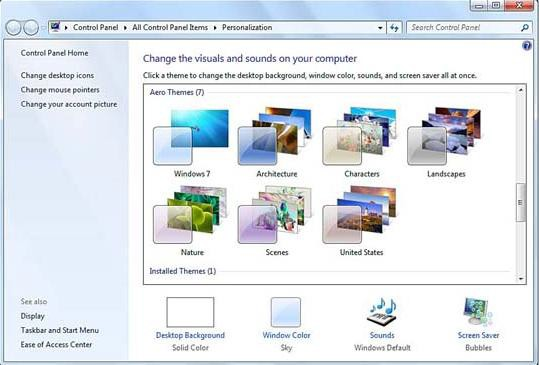 Control Panel
All Control Panel Items
Personalization
Search Control Panel
Control Panel Home
Change desktop icons
Change mouse pointers
Change your account picture
See also
Display
Taskbar and Start Menu
Ease of Access Center
Change the visuals and sounds on your computer
Click a theme to change the desktop background, window color, sounds, and screen saver all at once.
Aero Themes (7)
Windows 7
Architecture
Characters
Landscapes
Nature
Scenes
United States
Installed Themes (1)
Desktop Background
Solid Color
Window Color
Sky
Sounds
Windows Default
Screen Saver
Bubbles